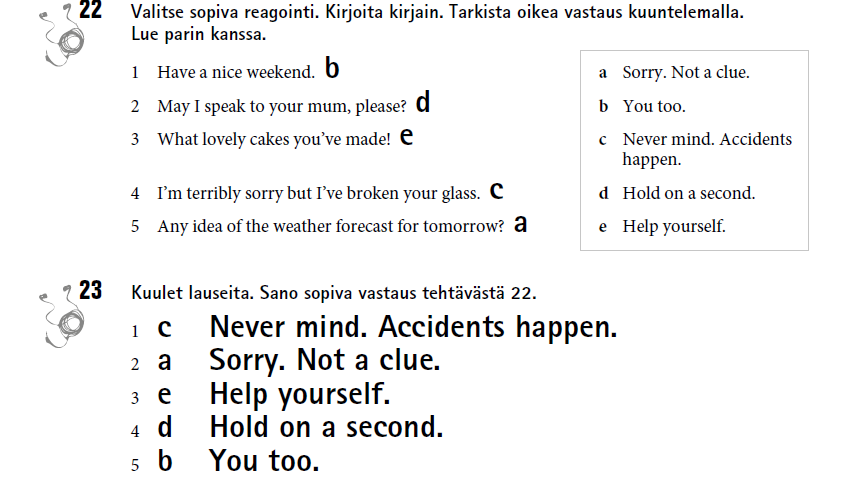 22 Valitse sopiva reagointi. Kirjoita kirjain. Tarkista oikea vastaus kuuntelemalla.
Lue parin kanssa.
1 Have a nice weekend. b
2 May I speak to your mum, please? d
3 What lovely cakes you've made! e
4 I'm terribly sorry but I've broken your glass. c
5 Any idea of the weather forecast for tomorrow? a
a Sorry. Not a clue.
b You too.
c Never mind. Accidents
happen.
d Hold on a second.
e Help yourself.
23 Kuulet lauseita. Sano sopiva vastaus tehtävästä 22.
1 c Never mind. Accidents happen.
2 a Sorry. Not a clue.
3 e Help yourself.
4 d Hold on a second.
5 b You too.